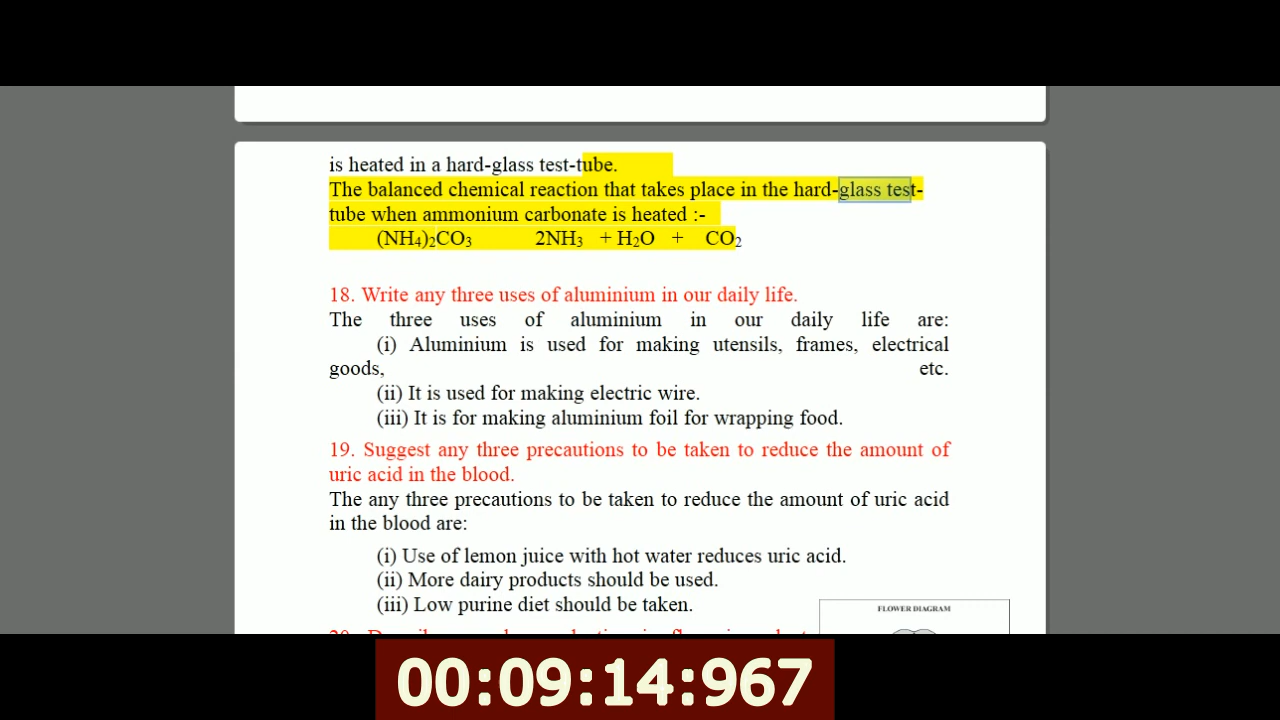 is heated in a hard-glass test-tube.
The balanced chemical reaction that takes place in the hard-glass test-
tube when ammonium carbonate is heated :-
(NH₄)₂CO₃ 2NH₃ + H₂O + CO₂
18. Write any three uses of aluminium in our daily life.
The three uses of aluminium in our daily life are:
(i) Aluminium is used for making utensils, frames, electrical
goods, etc.
(ii) It is used for making electric wire.
(iii) It is for making aluminium foil for wrapping food.
19. Suggest any three precautions to be taken to reduce the amount of
uric acid in the blood.
The any three precautions to be taken to reduce the amount of uric acid
in the blood are:
(i) Use of lemon juice with hot water reduces uric acid.
(ii) More dairy products should be used.
(iii) Low purine diet should be taken.
FLOWER DIAGRAM
00:09:14:967